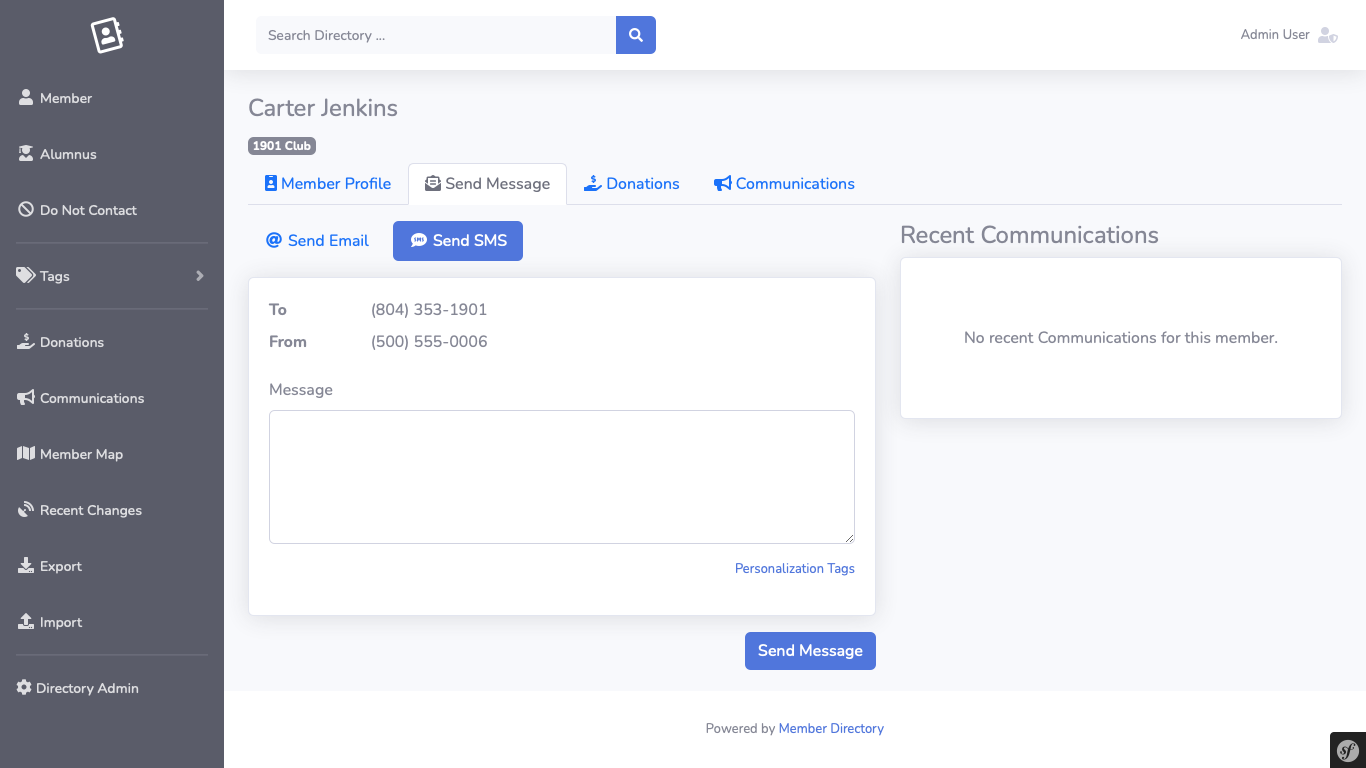 Search Directory ...
Admin User
Member
Alumnus
Do Not Contact
Tags
Donations
Communications
Member Map
Recent Changes
Export
Import
Directory Admin
Carter Jenkins
1901 Club
Member Profile
Send Message
Donations
Communications
Send Email
SMS Send SMS
To (804) 353-1901
From (500) 555-0006
Message
Personalization Tags
Send Message
Recent Communications
No recent Communications for this member.
Powered by Member Directory
sf